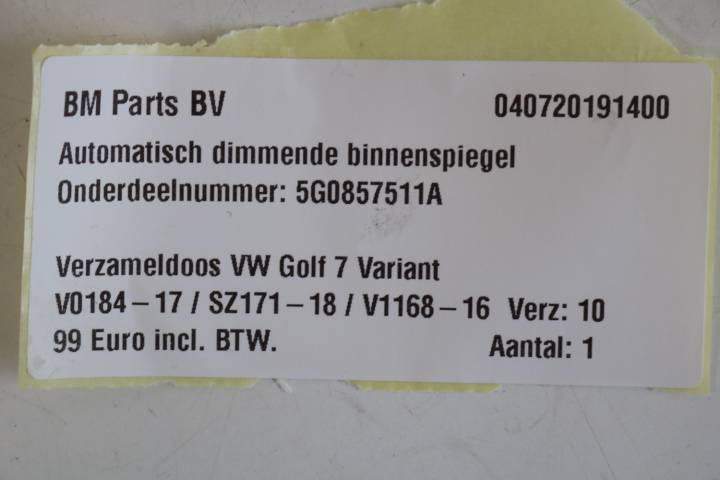 BM Parts BV 040720191400
Automatisch dimmende binnenspiegel
Onderdeelnummer: 5G0857511A
Verzameldoos VW Golf 7 Variant
V0184 – 17 / SZ171 – 18 / V1168 – 16 Verz: 10
99 Euro incl. BTW. Aantal: 1